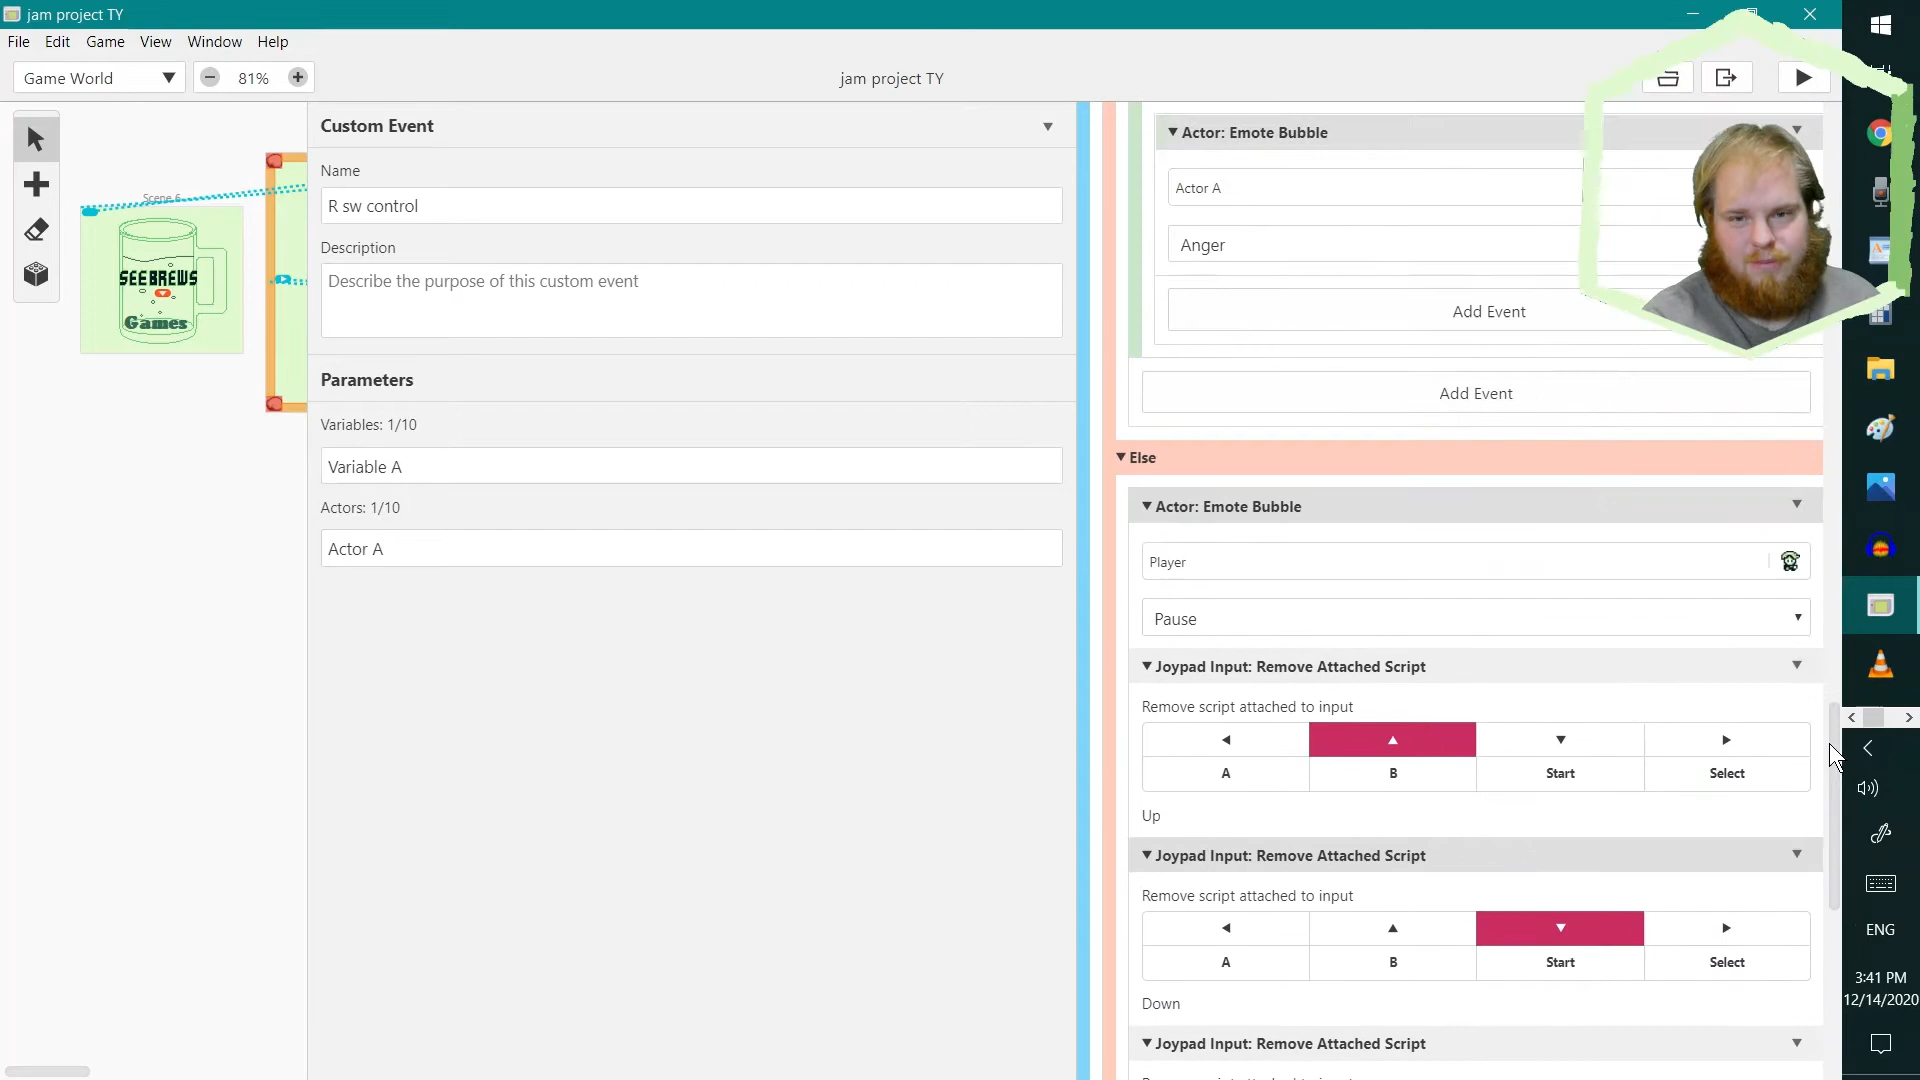 jam project TY
File Edit Game View Window Help
Game World
81%
jam project TY
Scene 6
SEEBREWS
Games
Custom Event
Name
R sw control
Description
Describe the purpose of this custom event
Parameters
Variables: 1/10
Variable A
Actors: 1/10
Actor A
Actor: Emote Bubble
Actor A
Anger
Add Event
Add Event
Else
Actor: Emote Bubble
Player
Pause
Joypad Input: Remove Attached Script
Remove script attached to input
A B Start Select
Up
Joypad Input: Remove Attached Script
Remove script attached to input
A B Start Select
Down
Joypad Input: Remove Attached Script
ENG
3:41 PM
12/14/2020